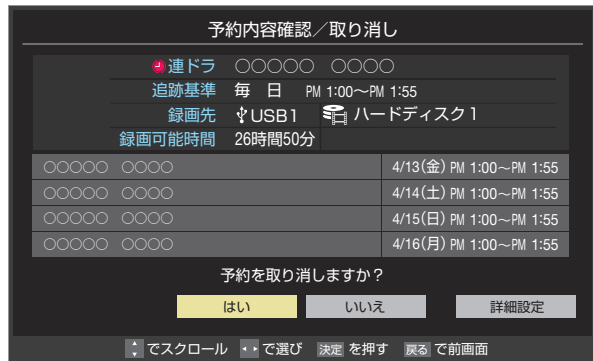 予約内容確認／取り消し
連ドラ ○○○○○ ○○○○
追跡基準 毎 日 PM 1:00～PM 1:55
録画先 USB1 ハードディスク1
録画可能時間 26時間50分
○○○○○ ○○○○ 4/13(金) PM 1:00～PM 1:55
○○○○○ ○○○○ 4/14(土) PM 1:00～PM 1:55
○○○○○ ○○○○ 4/15(日) PM 1:00～PM 1:55
○○○○○ ○○○○ 4/16(月) PM 1:00～PM 1:55
予約を取り消しますか？
はい いいえ 詳細設定
でスクロール で選び 決定 を押す 戻る で前画面